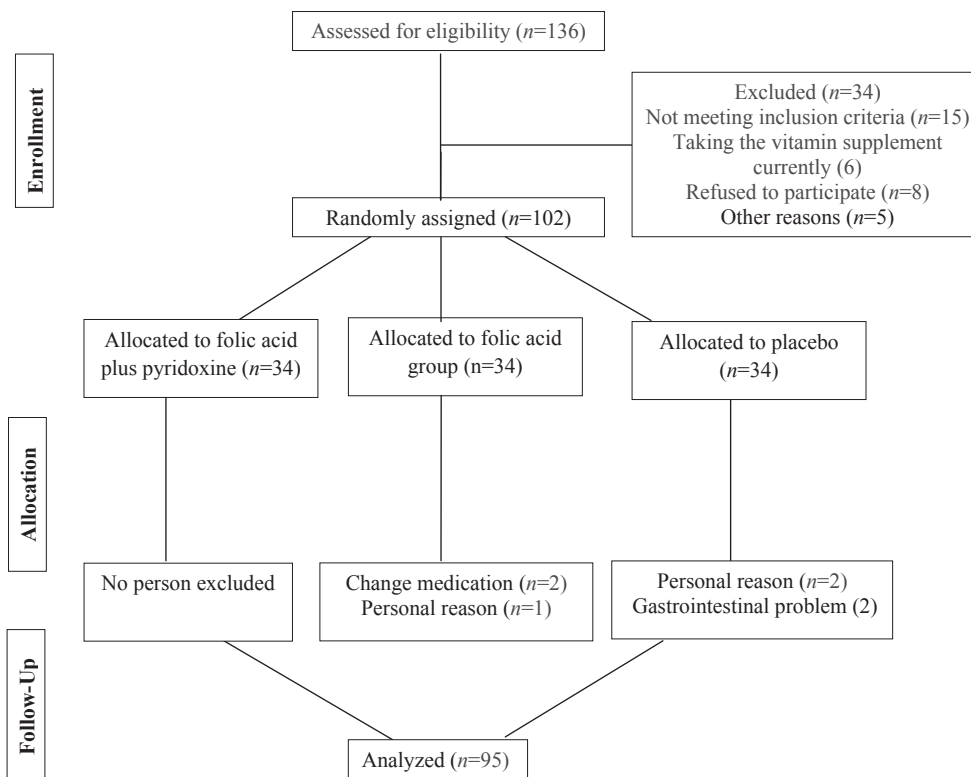 Assessed for eligibility (n=136)
Enrollment
Excluded (n=34)
Not meeting inclusion criteria (n=15)
Taking the vitamin supplement
currently (6)
Refused to participate (n=8)
Other reasons (n=5)
Randomly assigned (n=102)
Allocated to folic acid
plus pyridoxine (n=34)
Allocated to folic acid
group (n=34)
Allocated to placebo
(n=34)
Allocation
No person excluded
Change medication (n=2)
Personal reason (n=1)
Personal reason (n=2)
Gastrointestinal problem (2)
Follow-Up
Analyzed (n=95)